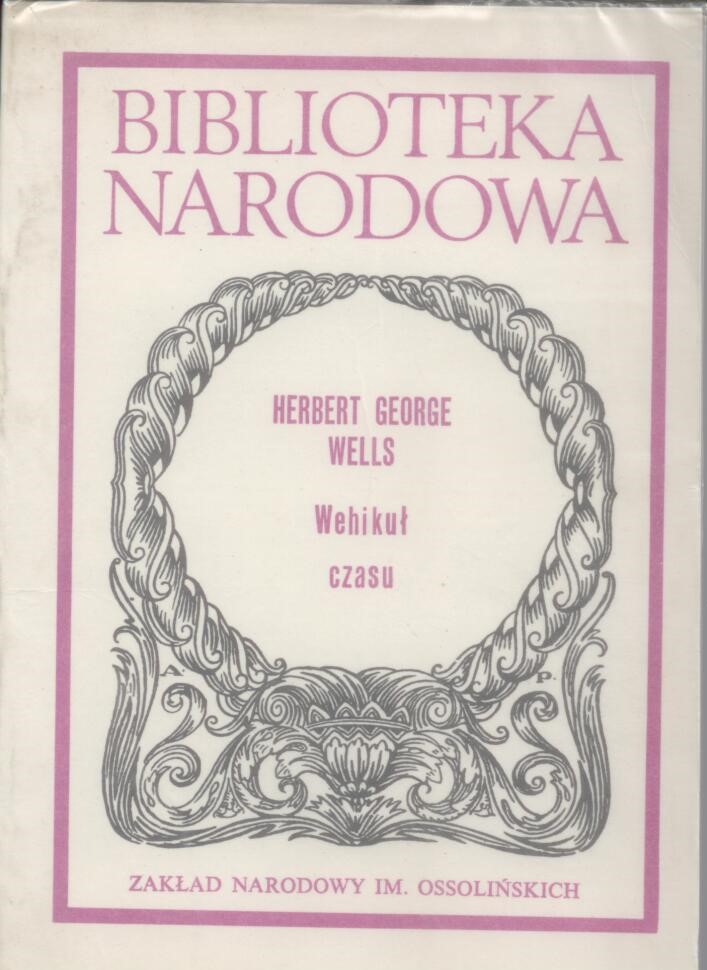 BIBLIOTEKA
NARODOWA
HERBERT GEORGE
WELLS
Wehikuł
czasu
A.
P.
ZAKŁAD NARODOWY IM. OSSOLIŃSKICH